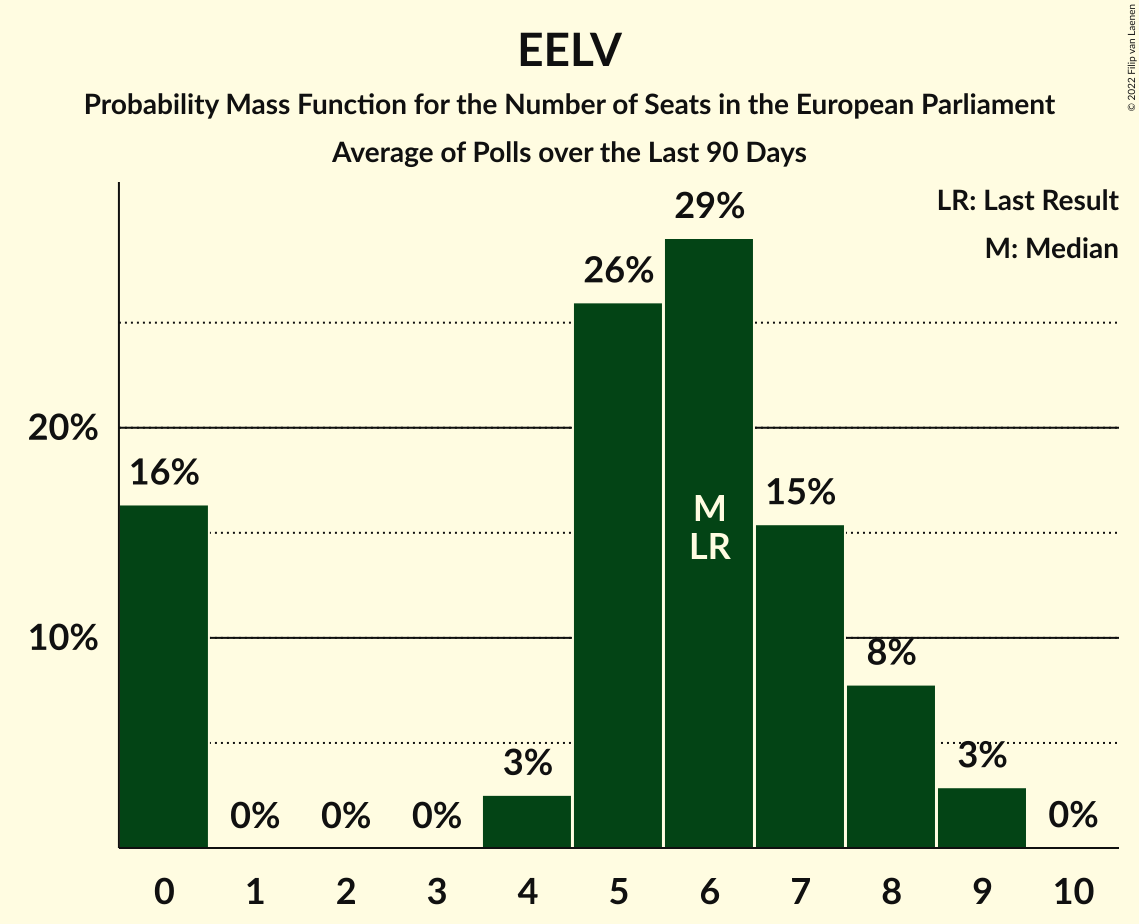 EELV
Probability Mass Function for the Number of Seats in the European Parliament
Average of Polls over the Last 90 Days
© 2022 Filip van Laenen
LR: Last Result
M: Median
29%
26%
20%
16%
15%
M
LR
10%
8%
3%
3%
0%
0%
0%
0%
0 1 2 3 4 5 6 7 8 9 10